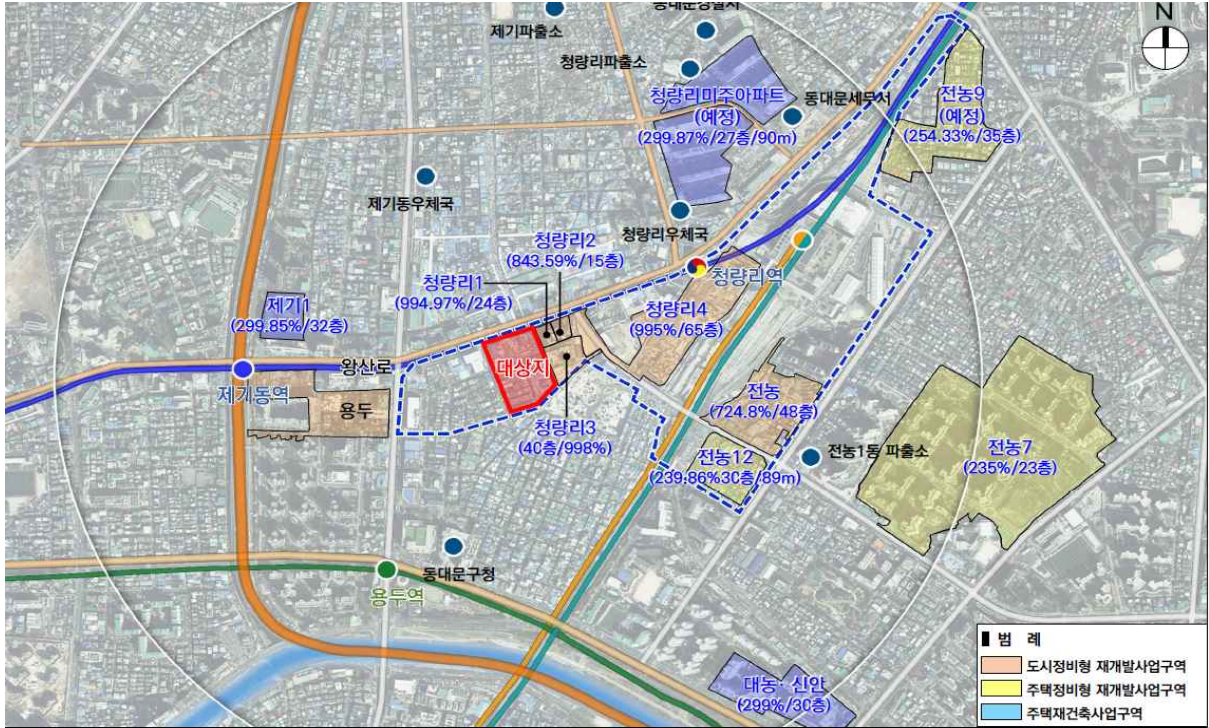 N
제기파출소
청량리파출소
청량리미주아파트
(예정)
(299.87%/27층/90m)
동대문세무서
전농9
(예정)
(254.33%/35층)
제기동우체국
청량리우체국
청량리2
(843.59%/15층)
청량리1
(994.97%/24층)
청량리역
청량리4
(995%/65층)
제기1
(299.85%/32층)
왕산로
대상지
제기동역
용두
청량리3
(40층/998%)
전농
(724.8%/48층)
전농12
(239.86%30층/89m)
전농1동 파출소
전농7
(235%/23층)
동대문구청
용두역
대농·신안
(299%/30층)
범 례
도시정비형 재개발사업구역
주택정비형 재개발사업구역
주택재건축사업구역